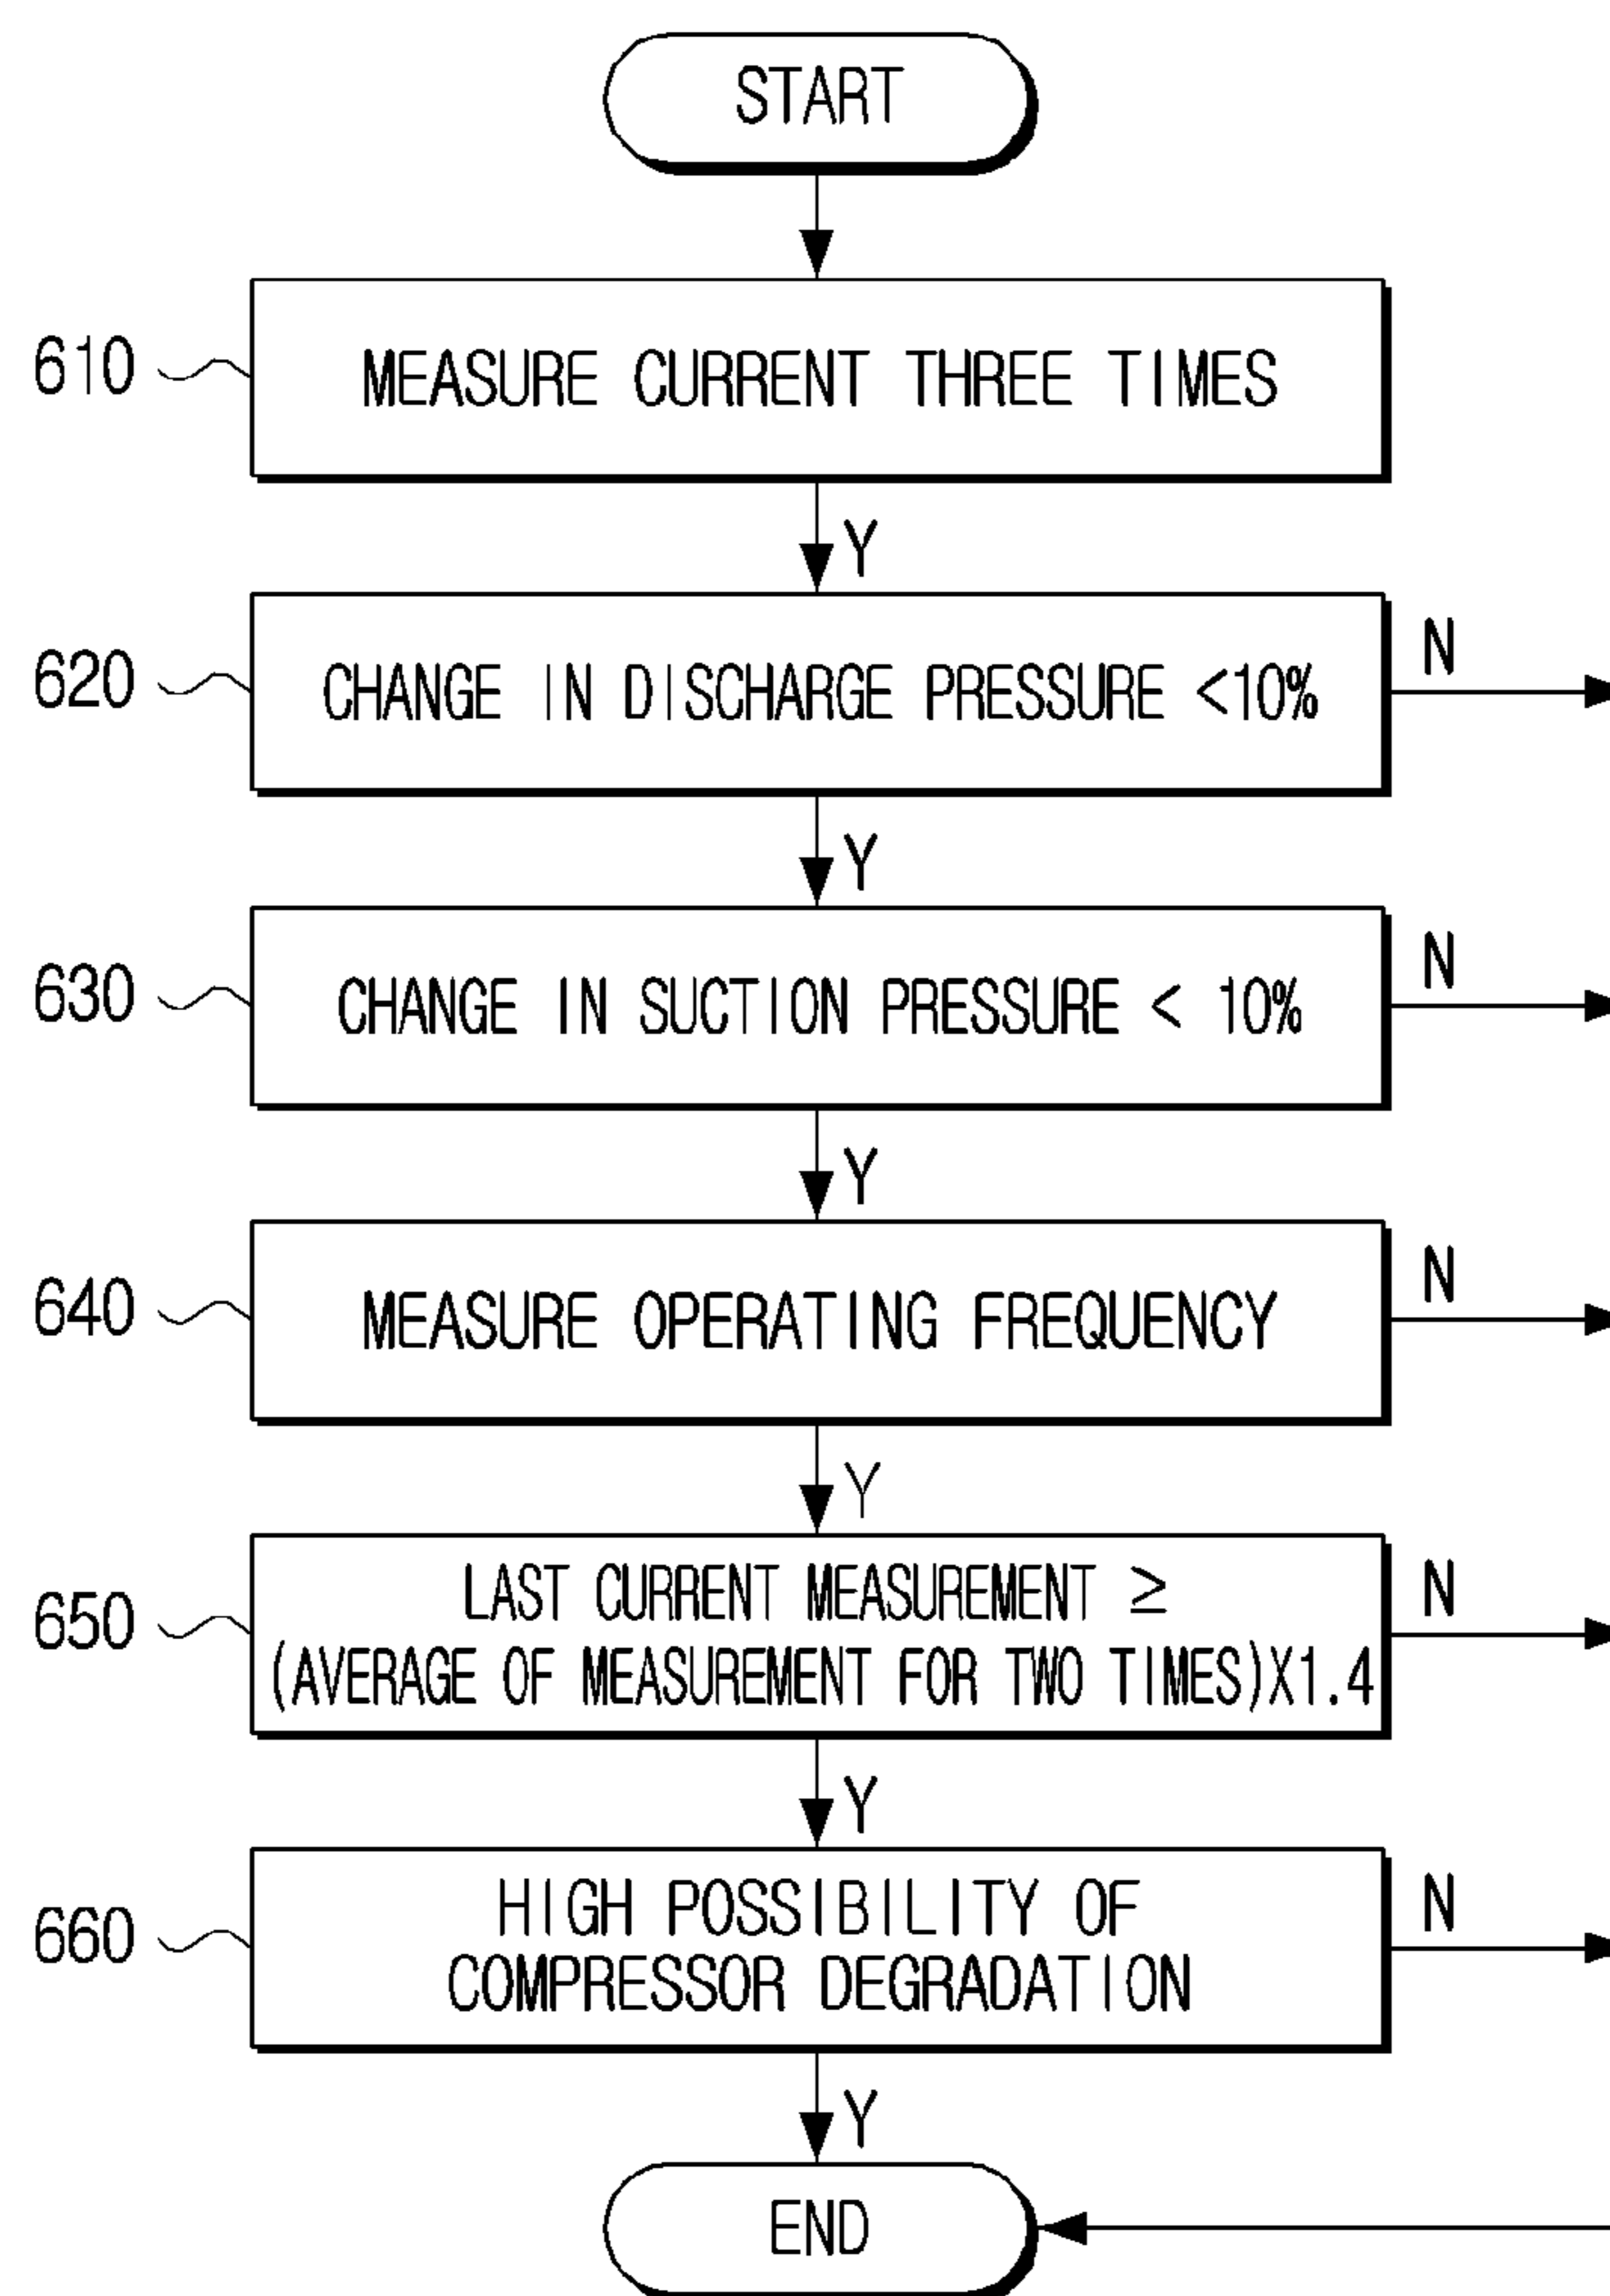 START
610 MEASURE CURRENT THREE TIMES
Y
620 CHANGE IN DISCHARGE PRESSURE <10% N
Y
630 CHANGE IN SUCTION PRESSURE < 10% N
Y
640 MEASURE OPERATING FREQUENCY N
Y
650 LAST CURRENT MEASUREMENT ≥ N
(AVERAGE OF MEASUREMENT FOR TWO TIMES)X1.4
Y
660 HIGH POSSIBILITY OF N
COMPRESSOR DEGRADATION
Y
END